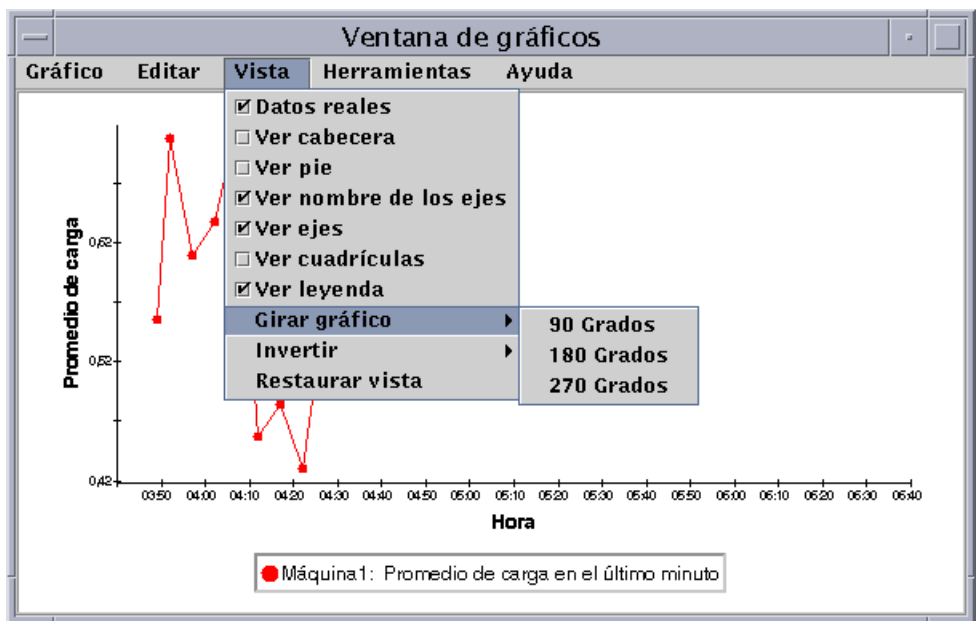 Ventana de gráficos
Gráfico Editar Vista Herramientas Ayuda
Datos reales
Ver cabecera
Ver pie
Ver nombre de los ejes
Ver ejes
Ver cuadrículas
Ver leyenda
Girar gráfico
Invertir
Restaurar vista
90 Grados
180 Grados
270 Grados
Promedio de carga
0,62
0,52
0,42
03:50 04:00 04:10 04:20 04:30 04:40 04:50 05:00 05:10 05:20 05:30 05:40 05:50 06:00 06:10 06:20 06:30 06:40
Hora
Máquina1: Promedio de carga en el último minuto